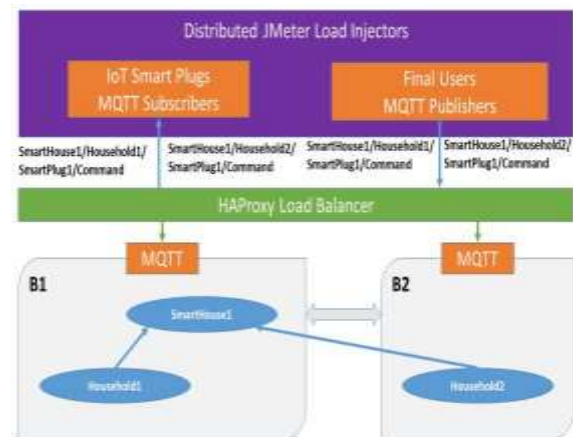 Distributed JMeter Load Injectors
IoT Smart Plugs
MQTT Subscribers
Final Users
MQTT Publishers
SmartHouse1/Household1/
SmartPlug1/Command
SmartHouse1/Household2/
SmartPlug1/Command
SmartHouse1/Household1/
SmartPlug1/Command
SmartHouse1/Household2/
SmartPlug1/Command
HAProxy Load Balancer
MQTT
MQTT
B1
B2
SmartHouse1
Household1
Household2